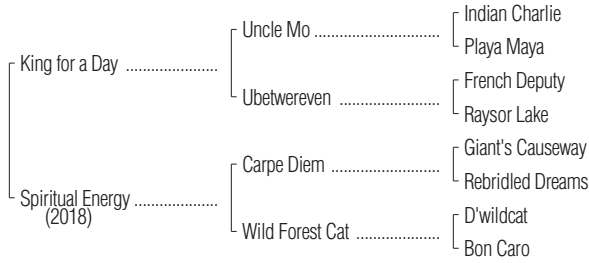 Indian Charlie
Uncle Mo ..............................
Playa Maya
King for a Day ......................
French Deputy
Ubetwereven ........................
Raysor Lake
Giant's Causeway
Carpe Diem ..........................
Rebridled Dreams
Spiritual Energy ....................
(2018)
D'wildcat
Wild Forest Cat ....................
Bon Caro